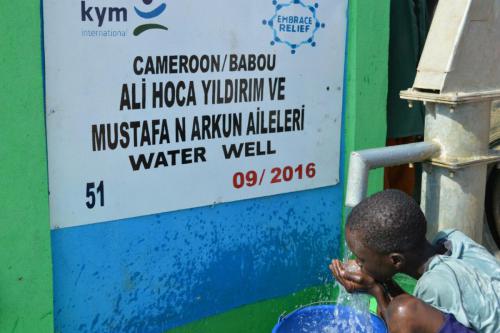 kym
international
EMBRACE
RELIEF
CAMEROON/BABOU
ALİ HOCA YILDIRIM VE
MUSTAFA N ARKUN AİLELERİ
WATER WELL
51
09/2016